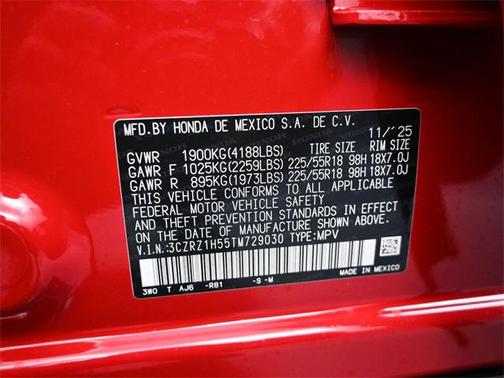 MFD.BY HONDA DE MEXICO S.A. DE C.V.
11/'25
GVWR 1900KG(4188LBS) TIRE SIZE RIM SIZE
GAWR F 1025KG(2259LBS) 225/55R18 98H 18X7.0J
GAWR R 895KG(1973LBS) 225/55R18 98H 18X7.0J
THIS VEHICLE CONFORMS TO ALL APPLICABLE
FEDERAL MOTOR VEHICLE SAFETY STANDARDS IN EFFECT
ON THE DATE OF MANUFACTURE SHOWN ABOVE.
V.I.N.:3CZRZ1H55TM729030 TYPE:MPV
MADE IN MEXICO
3W0 T AJ6 -R81 -S -M